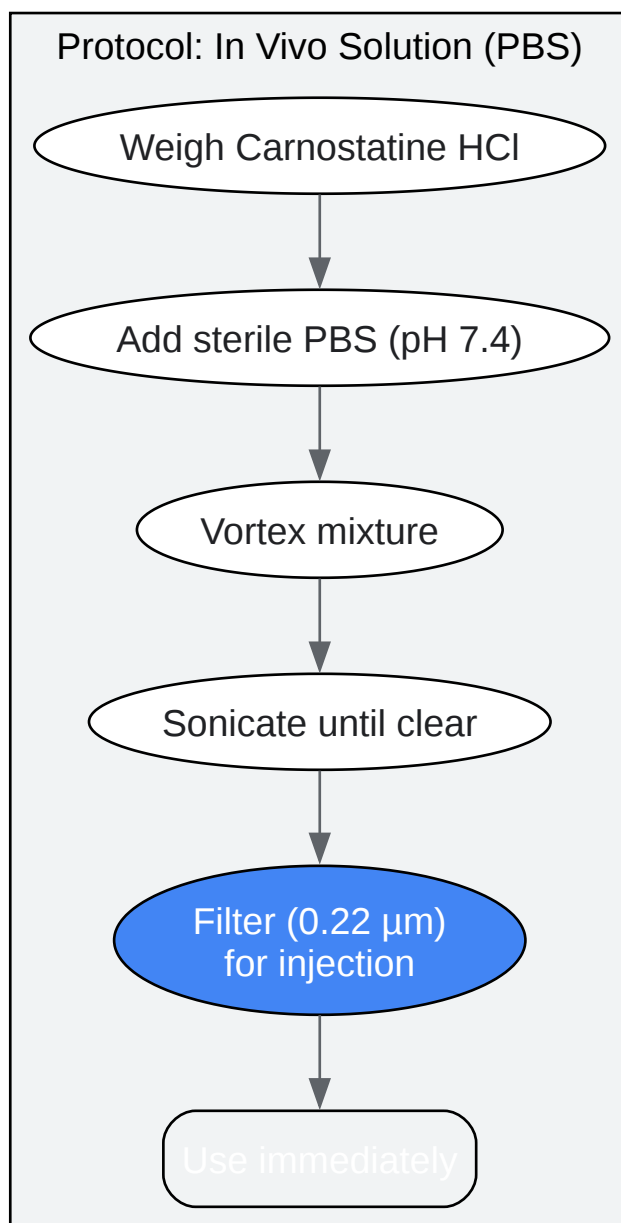 Protocol: In Vivo Solution (PBS)
Weigh Carnostatine HCl
Add sterile PBS (pH 7.4)
Vortex mixture
Sonicate until clear
Filter (0.22 µm)
for injection
Use immediately